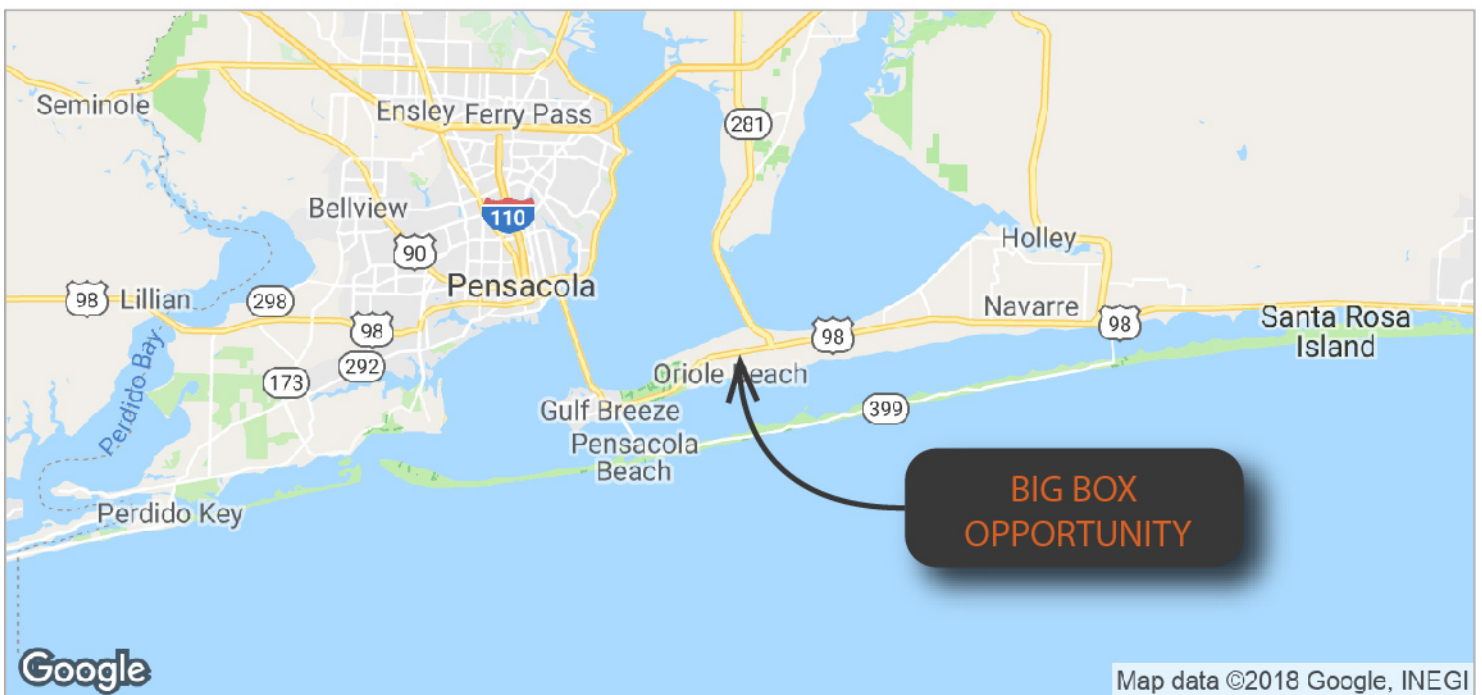 Seminole
Ensley
Ferry Pass
281
Bellview
110
90
Holley
Pensacola
98
Lillian
298
Navarre
98
98
98
Santa Rosa
Island
292
173
Oriole Beach
Perdido Bay
399
Gulf Breeze
Pensacola
Beach
BIG BOX
OPPORTUNITY
Perdido Key
Google
Map data ©2018 Google, INEGI